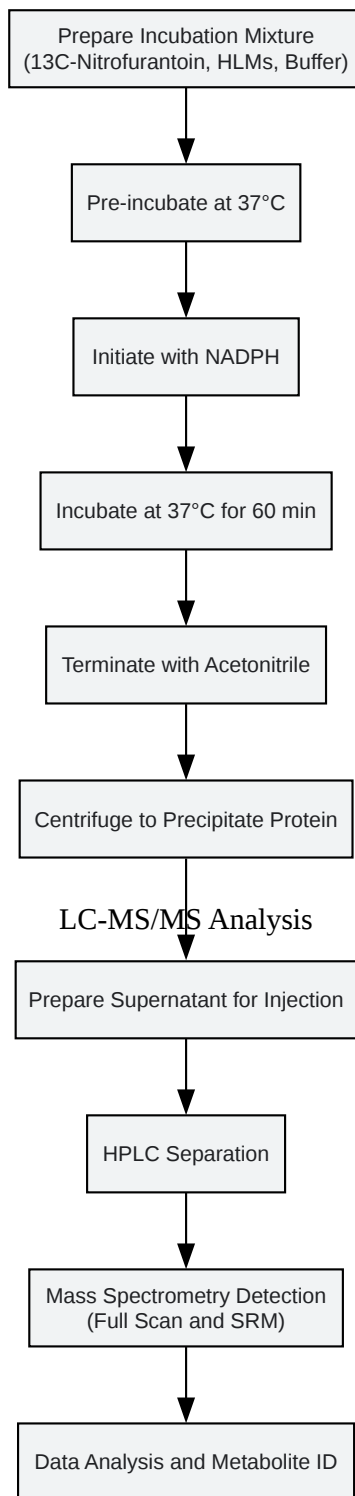 Prepare Incubation Mixture
(13C-Nitrofurantoin, HLMs, Buffer)
Pre-incubate at 37°C
Initiate with NADPH
Incubate at 37°C for 60 min
Terminate with Acetonitrile
Centrifuge to Precipitate Protein
LC-MS/MS Analysis
Prepare Supernatant for Injection
HPLC Separation
Mass Spectrometry Detection
(Full Scan and SRM)
Data Analysis and Metabolite ID